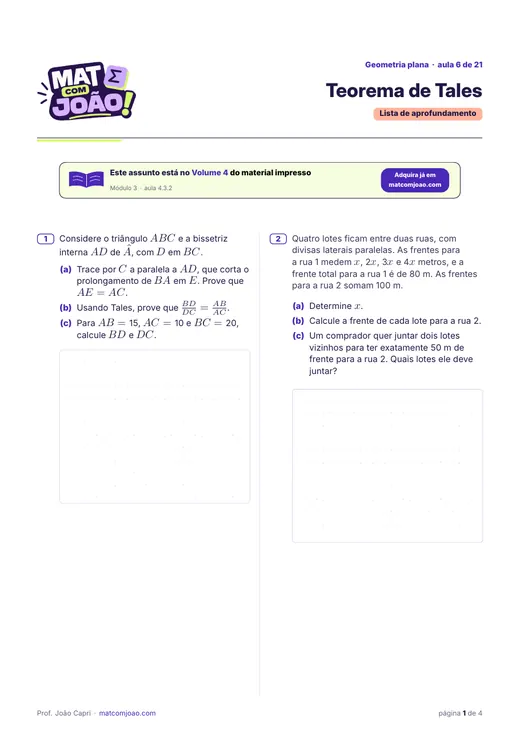 MAT
COM
JOÃO!
Σ
Geometria plana · aula 6 de 21
Teorema de Tales
Lista de aprofundamento
Este assunto está no Volume 4 do material impresso
Módulo 3 · aula 4.3.2
Adquira já em
matcomjoao.com
1 Considere o triângulo ABC e a bissetriz
interna AD de Â, com D em BC.
(a) Trace por C a paralela a AD, que corta o
prolongamento de BA em E. Prove que
AE = AC.
(b) Usando Tales, prove que BD/DC = AB/AC.
(c) Para AB = 15, AC = 10 e BC = 20,
calcule BD e DC.
2 Quatro lotes ficam entre duas ruas, com
divisas laterais paralelas. As frentes para
a rua 1 medem x, 2x, 3x e 4x metros, e a
frente total para a rua 1 é de 80 m. As frentes
para a rua 2 somam 100 m.
(a) Determine x.
(b) Calcule a frente de cada lote para a rua 2.
(c) Um comprador quer juntar dois lotes
vizinhos para ter exatamente 50 m de
frente para a rua 2. Quais lotes ele deve
juntar?
Prof. João Capri · matcomjoao.com
página 1 de 4